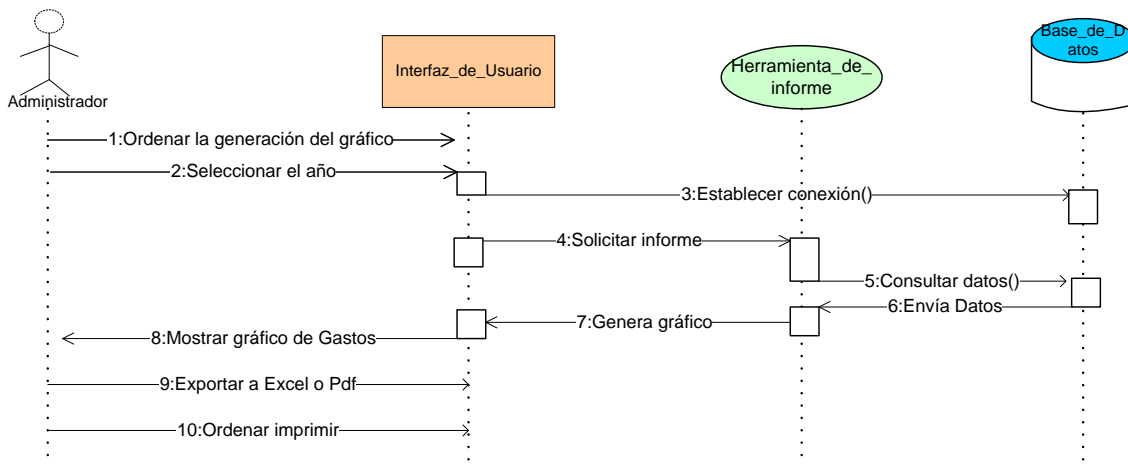 Administrador
Interfaz_de_Usuario
Herramienta_de_
informe
Base_de_D
atos
1:Ordenar la generación del gráfico
2:Seleccionar el año
3:Establecer conexión()
4:Solicitar informe
5:Consultar datos()
6:Envía Datos
7:Genera gráfico
8:Mostrar gráfico de Gastos
9:Exportar a Excel o Pdf
10:Ordenar imprimir